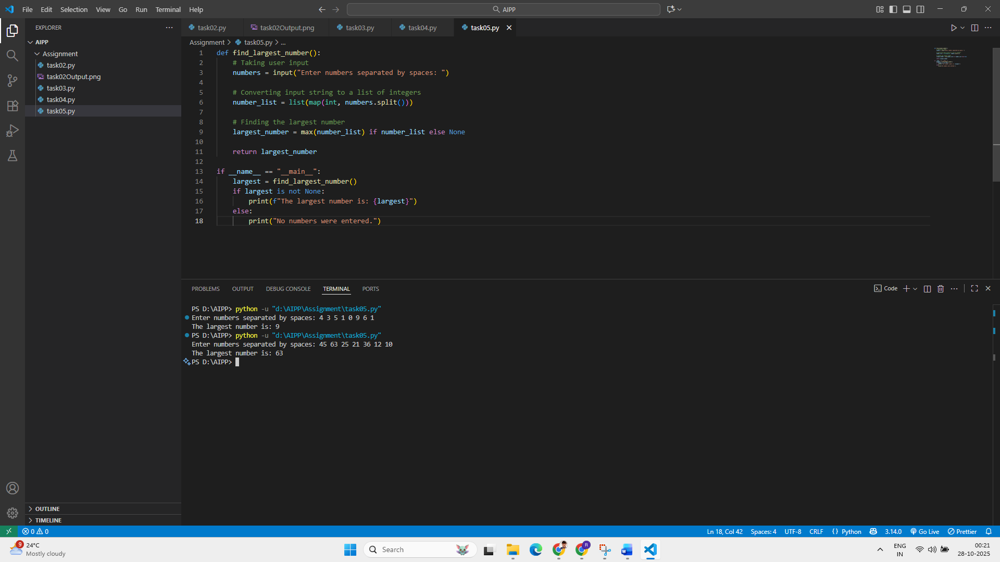 File Edit Selection View Go Run Terminal Help
AIPP
EXPLORER
AIPP
Assignment
task02.py
task02Output.png
task03.py
task04.py
task05.py
OUTLINE
TIMELINE
task02.py task02Output.png task03.py task04.py task05.py
Assignment > task05.py > ...
1 def find_largest_number():
2     # Taking user input
3     numbers = input("Enter numbers separated by spaces: ")
4
5     # Converting input string to a list of integers
6     number_list = list(map(int, numbers.split()))
7
8     # Finding the largest number
9     largest_number = max(number_list) if number_list else None
10
11     return largest_number
12
13 if __name__ == "__main__":
14     largest = find_largest_number()
15     if largest is not None:
16         print(f"The largest number is: {largest}")
17     else:
18         print("No numbers were entered.")
PROBLEMS OUTPUT DEBUG CONSOLE TERMINAL PORTS
Code
PS D:\AIPP> python -u "d:\AIPP\Assignment\task05.py"
Enter numbers separated by spaces: 4 3 5 1 0 9 6 1
The largest number is: 9
PS D:\AIPP> python -u "d:\AIPP\Assignment\task05.py"
Enter numbers separated by spaces: 45 63 25 21 36 12 10
The largest number is: 63
PS D:\AIPP>
0 0
Ln 18, Col 42 Spaces: 4 UTF-8 CRLF {} Python 3.14.0 Go Live Prettier
9
24°C
Mostly cloudy
Search
R
W
ENG
IN
00:21
28-10-2025